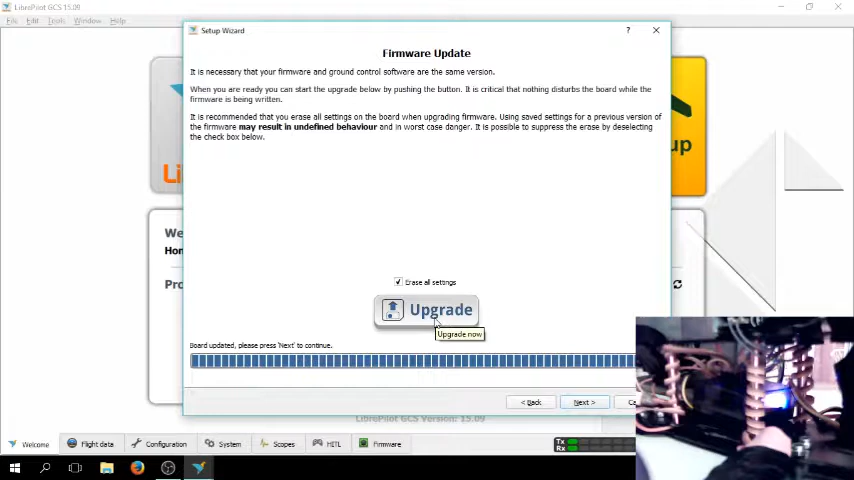 LibrePilot GCS 15.09
File Edit Tools Window Help
Setup Wizard
?
Firmware Update
It is necessary that your firmware and ground control software are the same version.
When you are ready you can start the upgrade below by pushing the button. It is critical that nothing disturbs the board while the
firmware is being written.
It is recommended that you erase all settings on the board when upgrading firmware. Using saved settings for a previous version of
the firmware may result in undefined behaviour and in worst case danger. It is possible to suppress the erase by deselecting
the check box below.
Li
up
We
Hom
Pro
Erase all settings
Upgrade
Upgrade now
Board updated, please press 'Next' to continue.
< Back
Next >
Ca
LibrePilot GCS Version: 15.09
Welcome
Flight data
Configuration
System
Scopes
HITL
Firmware
Tx
Rx